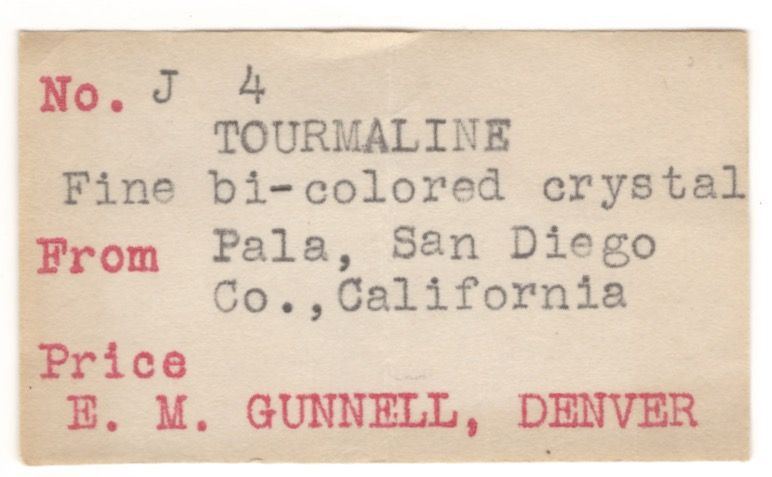 No. J 4
TOURMALINE
Fine bi-colored crystal
From Pala, San Diego
Co.,California
Price
E. M. GUNNELL, DENVER